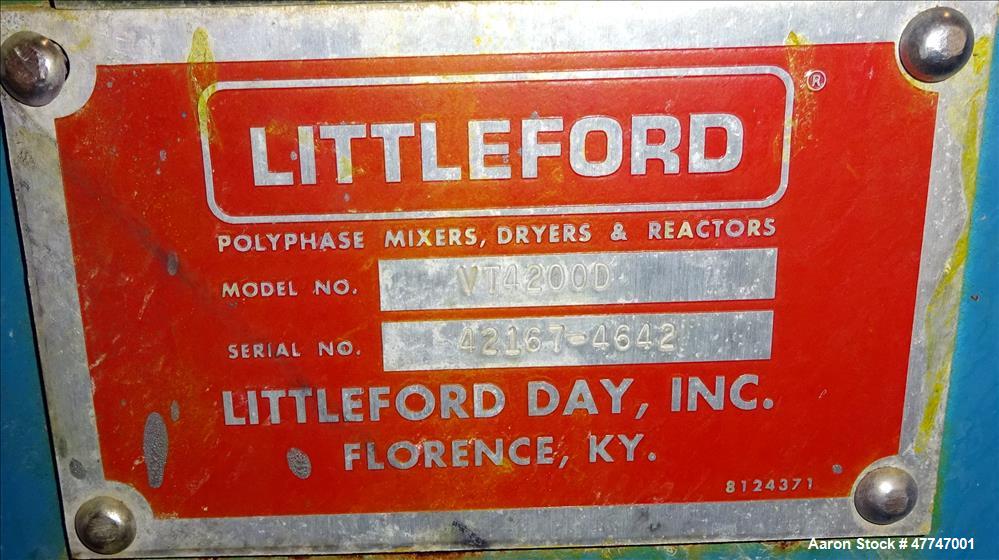 LITTLEFORD ®
POLYPHASE MIXERS, DRYERS & REACTORS
MODEL NO. VT4200D
SERIAL NO. 42167-4642
LITTLEFORD DAY, INC.
FLORENCE, KY.
8124371
Aaron Stock # 47747001